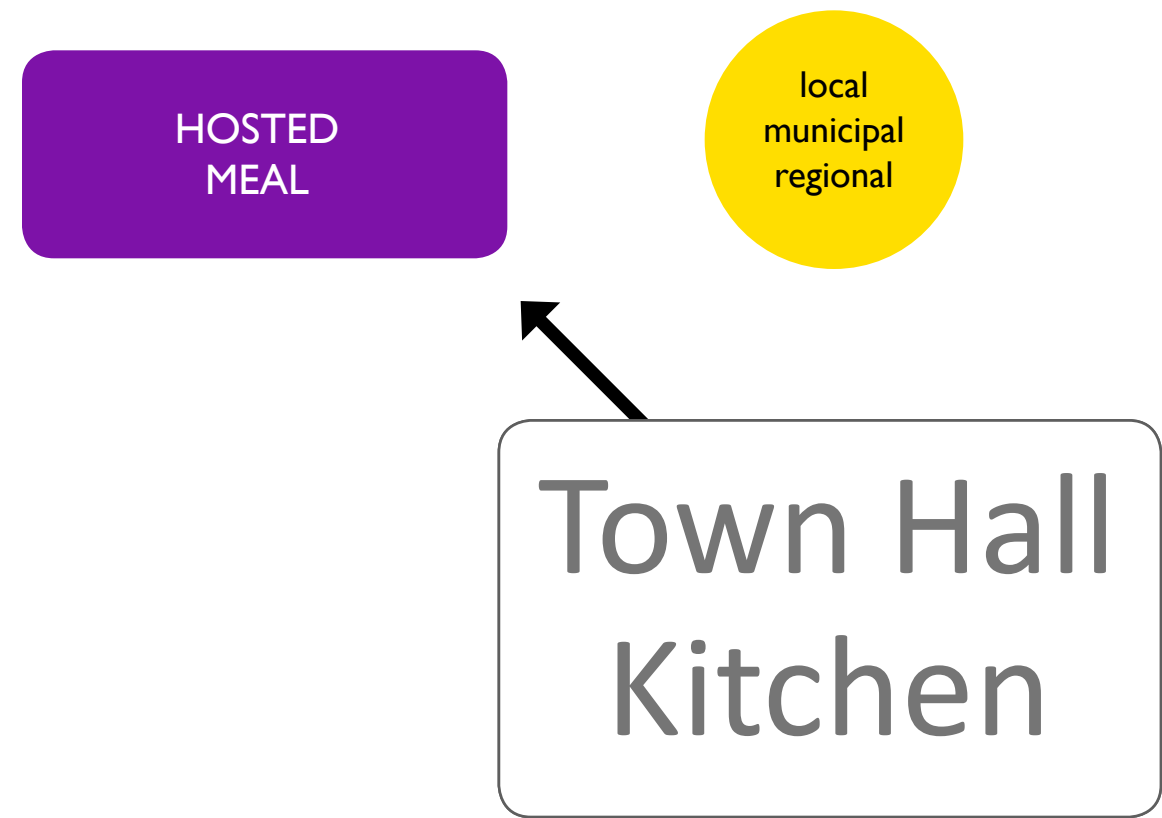 HOSTED
MEAL
local
municipal
regional
Town Hall
Kitchen